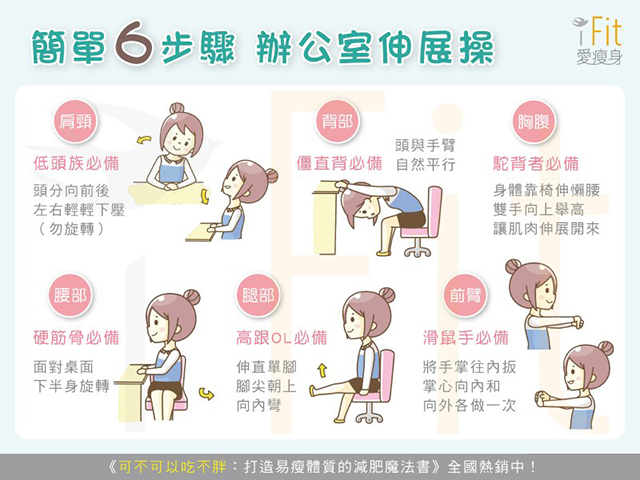 簡單6步驟 辦公室伸展操
iFit
愛瘦身
肩頸
低頭族必備
頭分向前後
左右輕輕下壓
（勿旋轉）
背部
僵直背必備
頭與手臂
自然平行
胸腹
駝背者必備
身體靠椅伸懶腰
雙手向上舉高
讓肌肉伸展開來
腰部
硬筋骨必備
面對桌面
下半身旋轉
腿部
高跟OL必備
伸直單腳
腳尖朝上
向內彎
前臂
滑鼠手必備
將手掌往內扳
掌心向內和
向外各做一次
《可不可以吃不胖：打造易瘦體質的減肥魔法書》全國熱銷中！